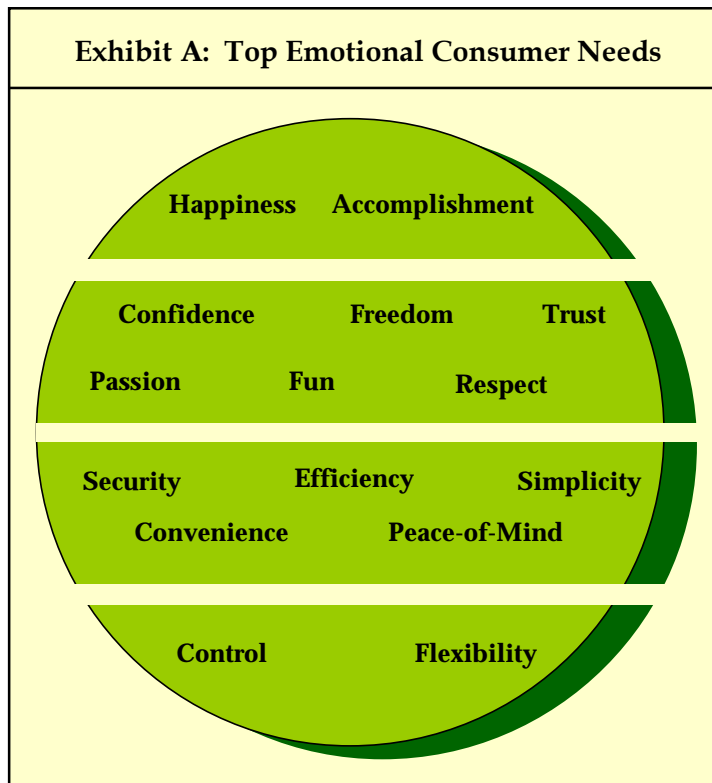 Exhibit A: Top Emotional Consumer Needs
Happiness Accomplishment
Confidence Freedom Trust
Passion Fun Respect
Security Efficiency Simplicity
Convenience Peace-of-Mind
Control Flexibility